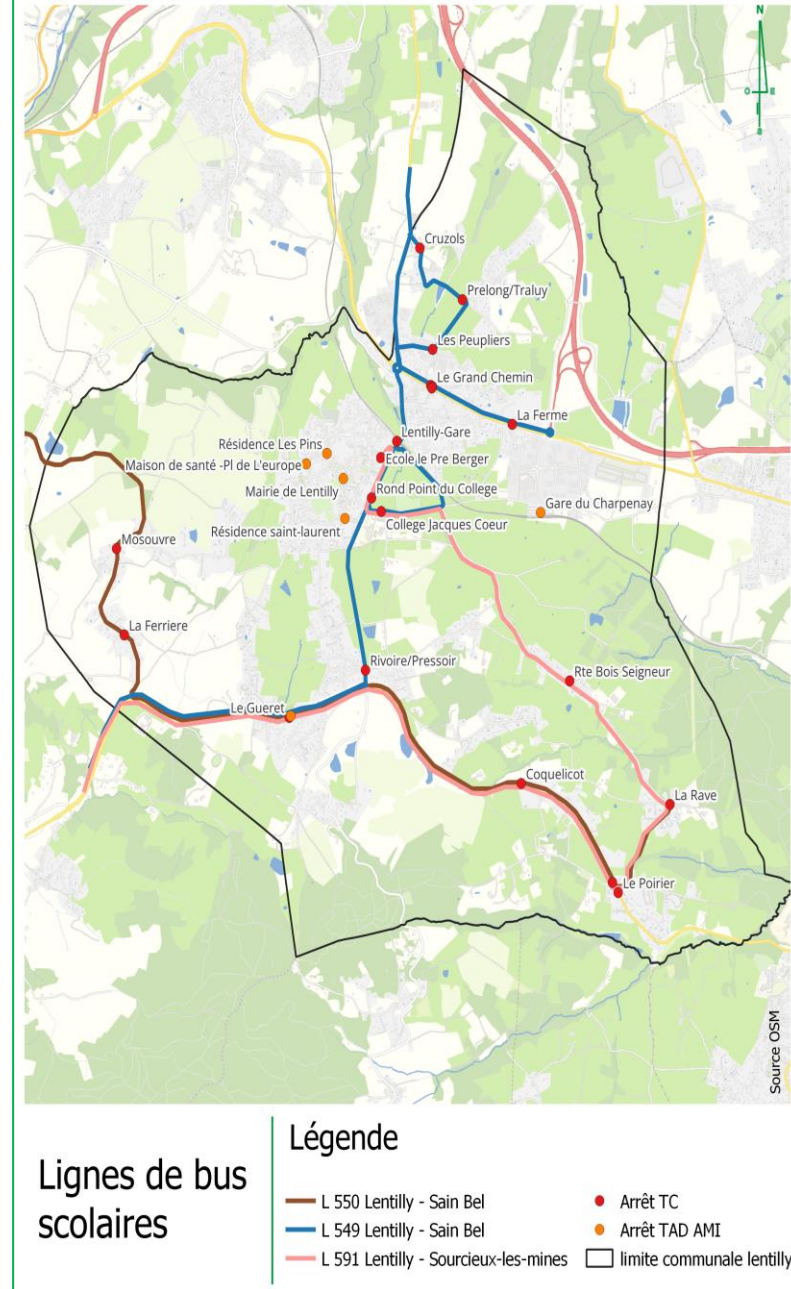 N
O
E
S
Cruzols
Prelong/Traluy
Les Peupliers
Le Grand Chemin
La Ferme
Lentilly-Gare
Résidence Les Pins
Ecole le Pre Berger
Maison de santé -Pl de L'europe
Mairie de Lentilly
Rond Point du College
Gare du Charpenay
Résidence saint-laurent
College Jacques Coeur
Mosouvre
La Ferriere
Rivoire/Pressoir
Rte Bois Seigneur
Le Gueret
Coquelicot
La Rave
Le Poirier
Source OSM
Lignes de bus
scolaires
Légende
L 550 Lentilly - Sain Bel
L 549 Lentilly - Sain Bel
L 591 Lentilly - Sourcieux-les-mines
Arrêt TC
Arrêt TAD AMI
limite communale lentilly